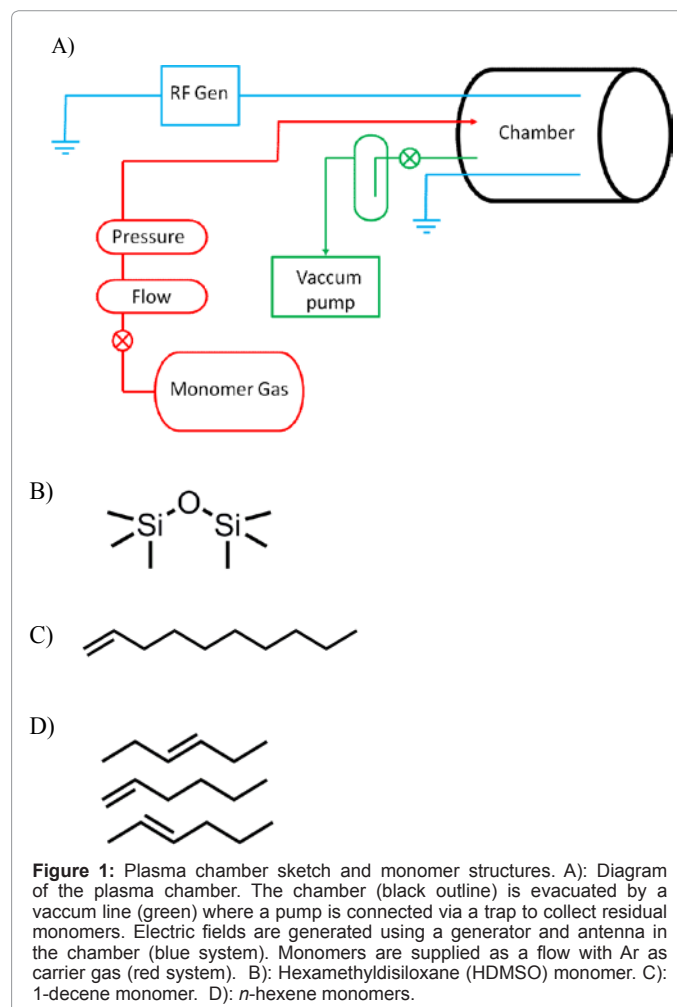 A)
RF Gen
Chamber
Pressure
Flow
Vaccum
pump
Monomer Gas
B)
O
Si Si
C)
D)
Figure 1: Plasma chamber sketch and monomer structures. A): Diagram
of the plasma chamber. The chamber (black outline) is evacuated by a
vaccum line (green) where a pump is connected via a trap to collect residual
monomers. Electric fields are generated using a generator and antenna in
the chamber (blue system). Monomers are supplied as a flow with Ar as
carrier gas (red system). B): Hexamethyldisiloxane (HDMSO) monomer. C):
1-decene monomer. D): n-hexene monomers.